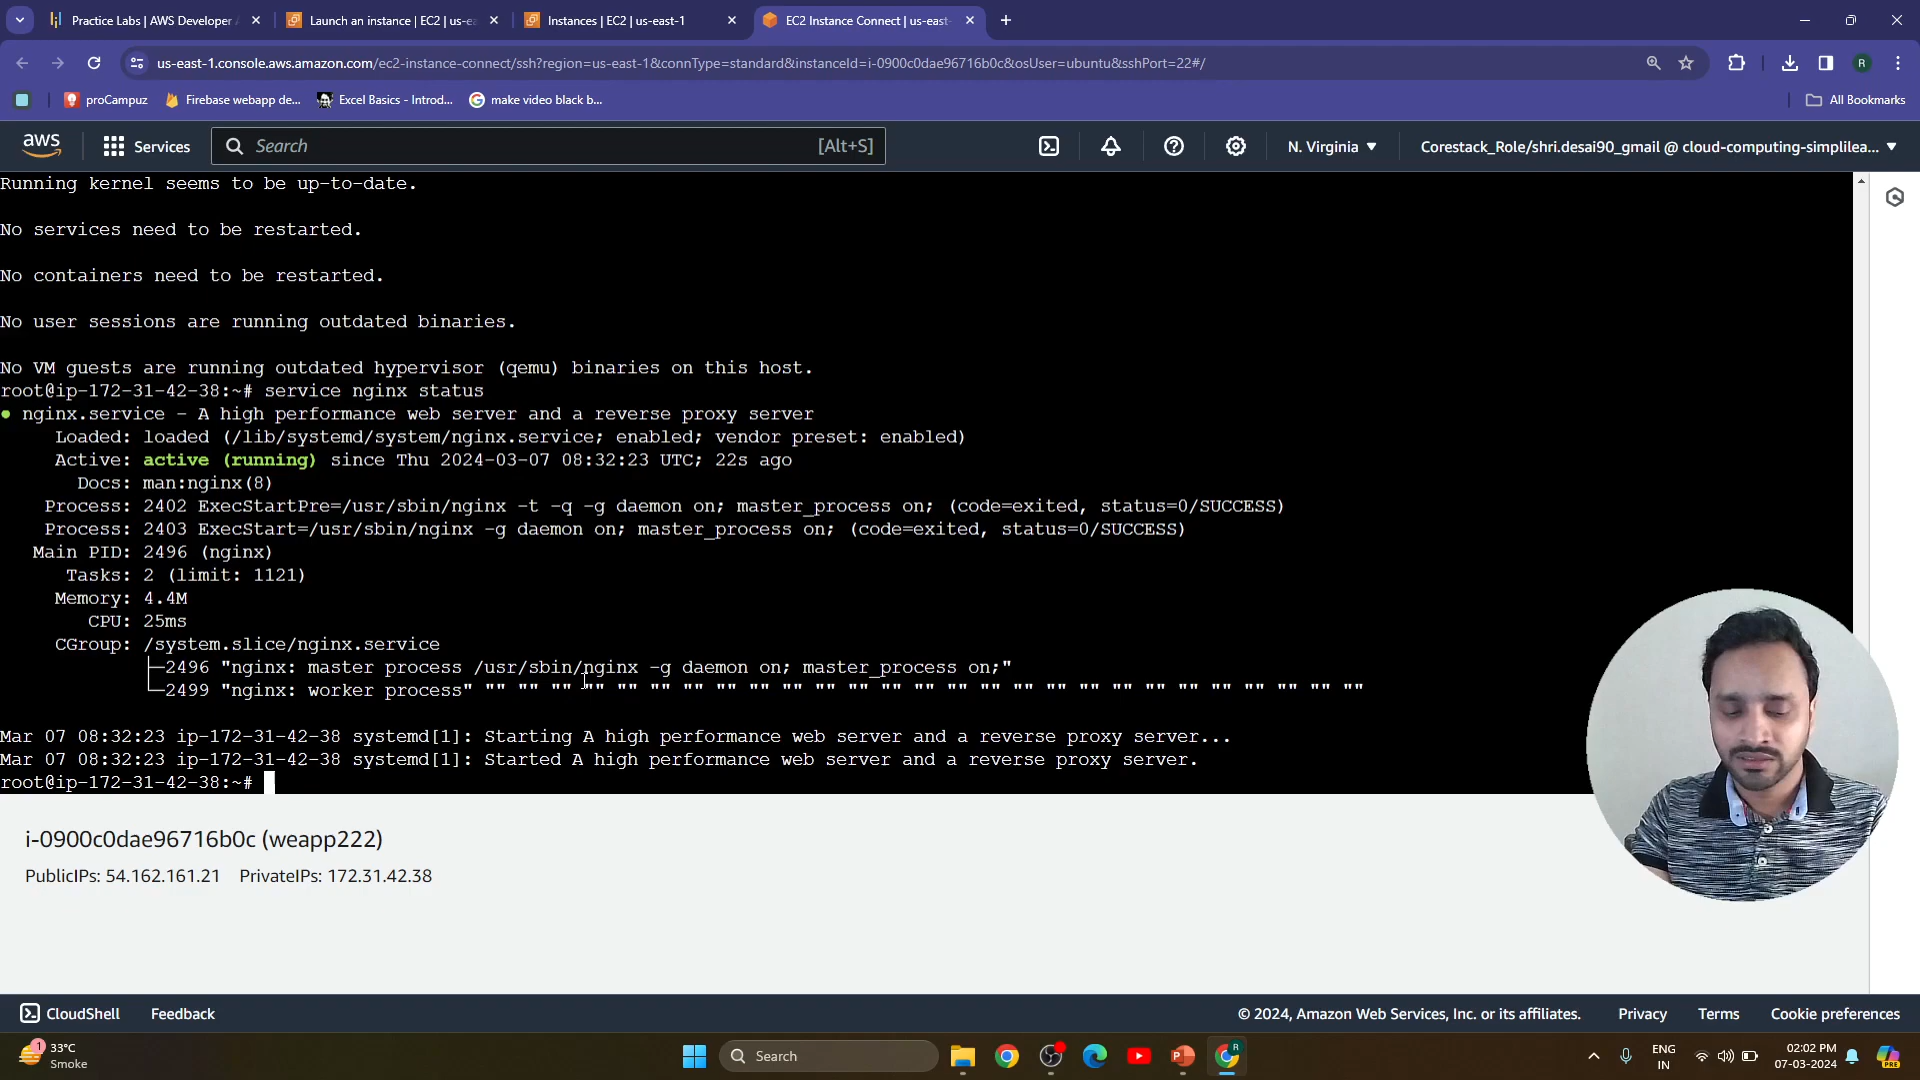 Practice Labs | AWS Developer
Launch an instance | EC2 | us-ea
Instances | EC2 | us-east-1
EC2 Instance Connect | us-east-
us-east-1.console.aws.amazon.com/ec2-instance-connect/ssh?region=us-east-1&connType=standard&instanceId=i-0900c0dae96716b0c&osUser=ubuntu&sshPort=22#/
R
proCampuz
Firebase webapp de...
Excel Basics - Introd...
make video black b...
All Bookmarks
aws
Services
Search
[Alt+S]
N. Virginia
Corestack_Role/shri.desai90_gmail @ cloud-computing-simplilea...
Running kernel seems to be up-to-date.
No services need to be restarted.
No containers need to be restarted.
No user sessions are running outdated binaries.
No VM guests are running outdated hypervisor (qemu) binaries on this host.
root@ip-172-31-42-38:~# service nginx status
● nginx.service - A high performance web server and a reverse proxy server
Loaded: loaded (/lib/systemd/system/nginx.service; enabled; vendor preset: enabled)
Active: active (running) since Thu 2024-03-07 08:32:23 UTC; 22s ago
Docs: man:nginx(8)
Process: 2402 ExecStartPre=/usr/sbin/nginx -t -q -g daemon on; master_process on; (code=exited, status=0/SUCCESS)
Process: 2403 ExecStart=/usr/sbin/nginx -g daemon on; master_process on; (code=exited, status=0/SUCCESS)
Main PID: 2496 (nginx)
Tasks: 2 (limit: 1121)
Memory: 4.4M
CPU: 25ms
CGroup: /system.slice/nginx.service
├─2496 "nginx: master process /usr/sbin/nginx -g daemon on; master_process on;"
└─2499 "nginx: worker process" "" "" "" "" "" "" "" "" "" "" "" "" "" "" "" "" "" "" "" "" "" "" "" "" "" "" ""
Mar 07 08:32:23 ip-172-31-42-38 systemd[1]: Starting A high performance web server and a reverse proxy server...
Mar 07 08:32:23 ip-172-31-42-38 systemd[1]: Started A high performance web server and a reverse proxy server.
root@ip-172-31-42-38:~#
i-0900c0dae96716b0c (weapp222)
PublicIPs: 54.162.161.21 PrivateIPs: 172.31.42.38
CloudShell
Feedback
© 2024, Amazon Web Services, Inc. or its affiliates.
Privacy
Terms
Cookie preferences
1
33°C
Smoke
Search
R
ENG
IN
02:02 PM
07-03-2024
PRE